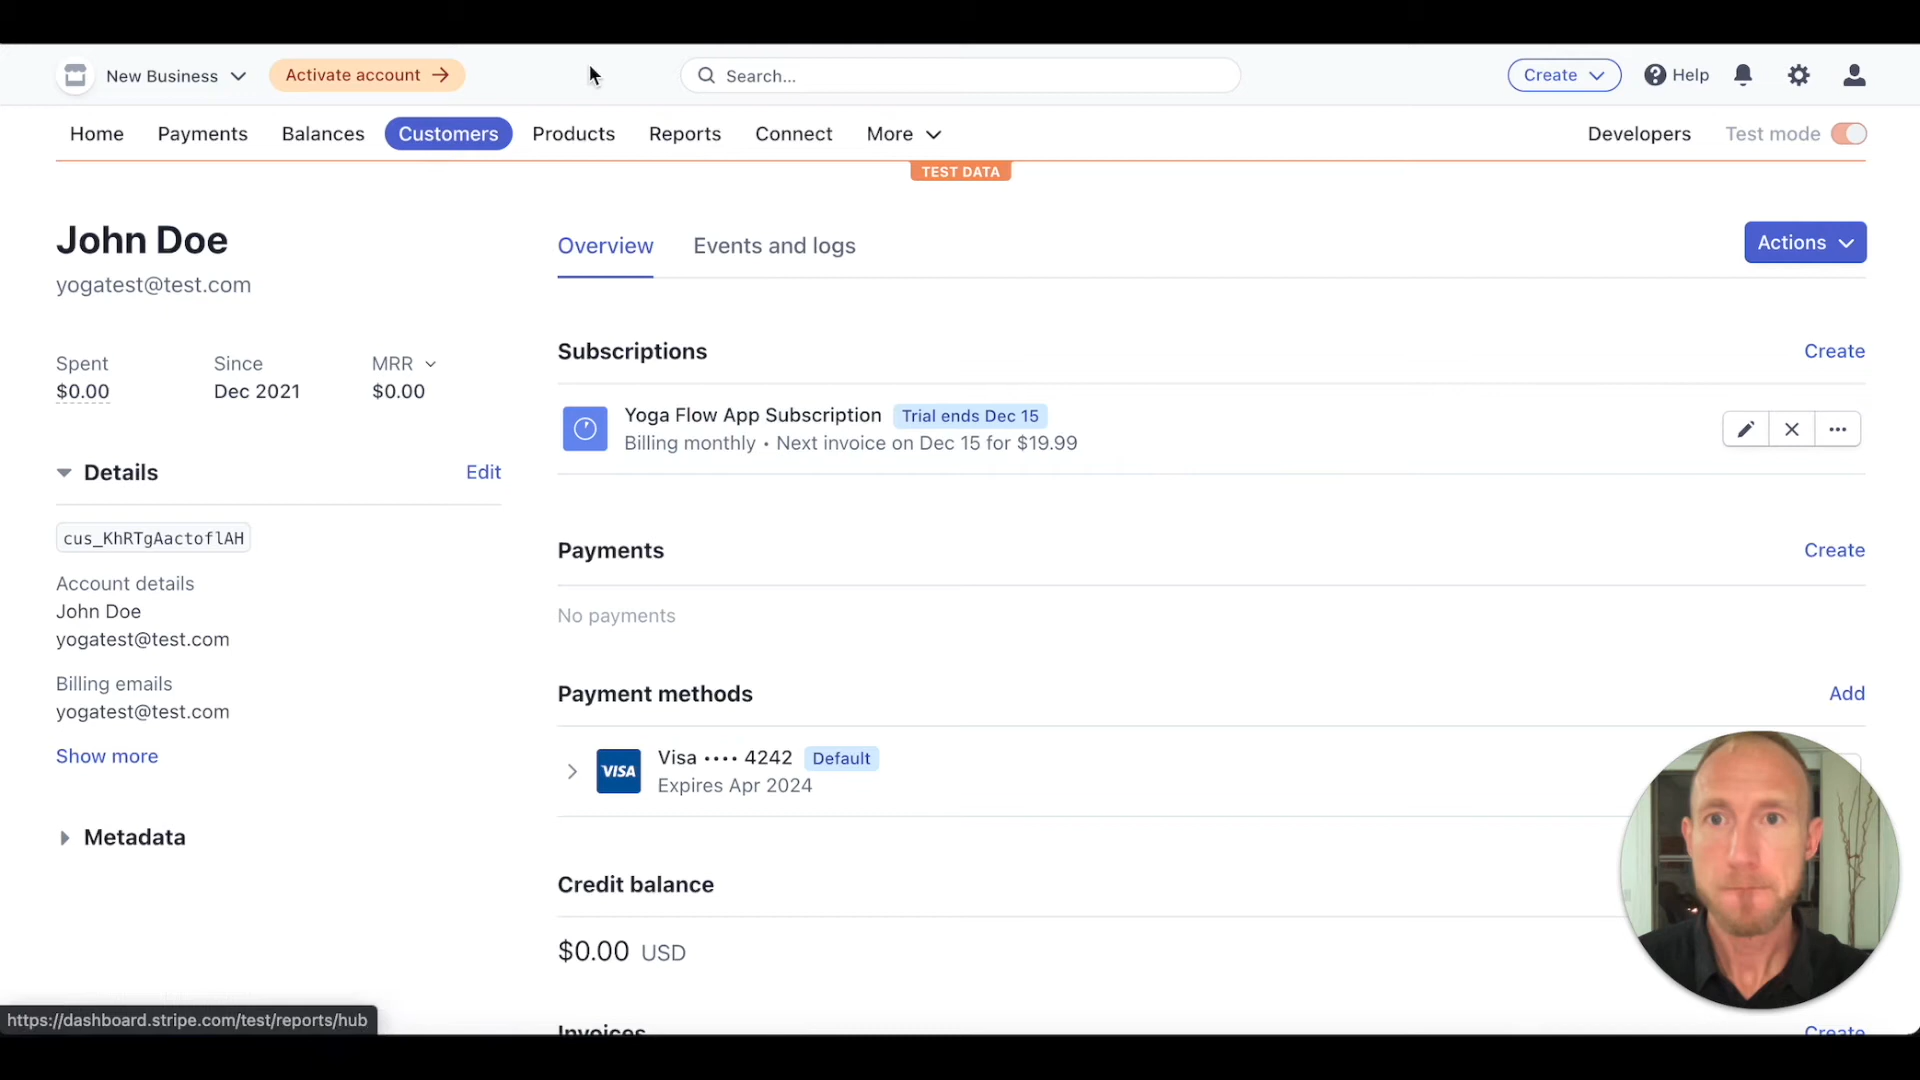 New Business
Activate account →
Search...
Create
Help
Home
Payments
Balances
Customers
Products
Reports
Connect
More
Developers
Test mode
TEST DATA
John Doe
yogatest@test.com
Spent
Since
MRR
$0.00
Dec 2021
$0.00
Details
Edit
cus_KhRTgAactoflAH
Account details
John Doe
yogatest@test.com
Billing emails
yogatest@test.com
Show more
Metadata
Overview
Events and logs
Actions
Subscriptions
Create
Yoga Flow App Subscription
Trial ends Dec 15
Billing monthly • Next invoice on Dec 15 for $19.99
Payments
Create
No payments
Payment methods
Add
VISA
Visa •••• 4242
Default
Expires Apr 2024
Credit balance
$0.00 USD
Invoices
Create
https://dashboard.stripe.com/test/reports/hub